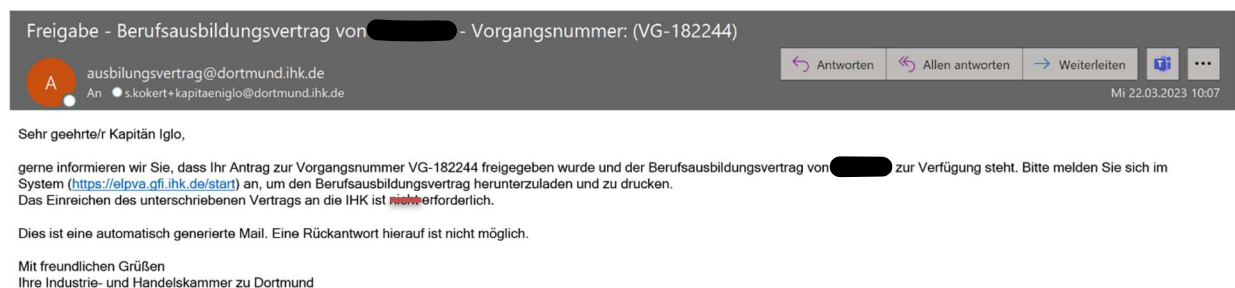 Freigabe - Berufsausbildungsvertrag von - Vorgangsnummer: (VG-182244)
A
ausbilungsvertrag@dortmund.ihk.de
An s.kokert+kapitaeniglo@dortmund.ihk.de
Antworten Allen antworten Weiterleiten
Mi 22.03.2023 10:07
Sehr geehrte/r Kapitän Iglo,
gerne informieren wir Sie, dass Ihr Antrag zur Vorgangsnummer VG-182244 freigegeben wurde und der Berufsausbildungsvertrag von zur Verfügung steht. Bitte melden Sie sich im
System (https://elpva.gfi.ihk.de/start) an, um den Berufsausbildungsvertrag herunterzuladen und zu drucken.
Das Einreichen des unterschriebenen Vertrags an die IHK ist nicht erforderlich.
Dies ist eine automatisch generierte Mail. Eine Rückantwort hierauf ist nicht möglich.
Mit freundlichen Grüßen
Ihre Industrie- und Handelskammer zu Dortmund